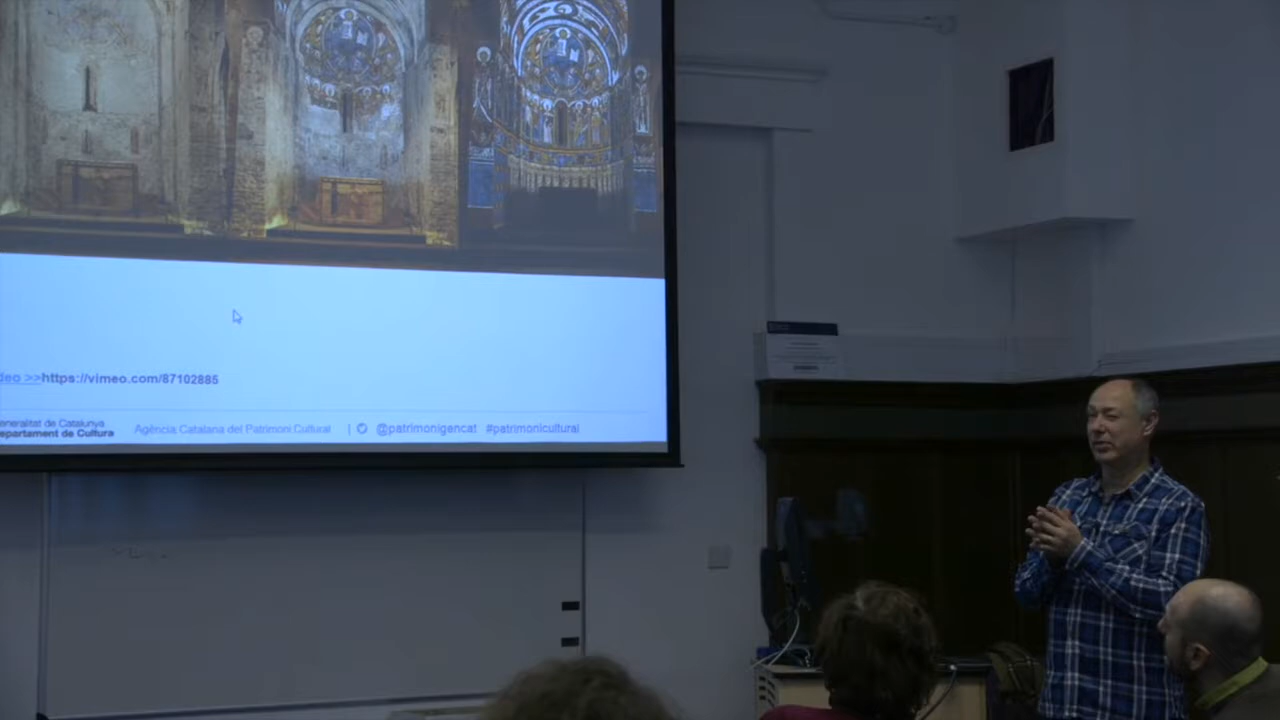 deo >>https://vimeo.com/87102885
eneralitat de Catalunya
epartament de Cultura
Agència Catalana del Patrimoni Cultural | @patrimonigencat #patrimonicultural